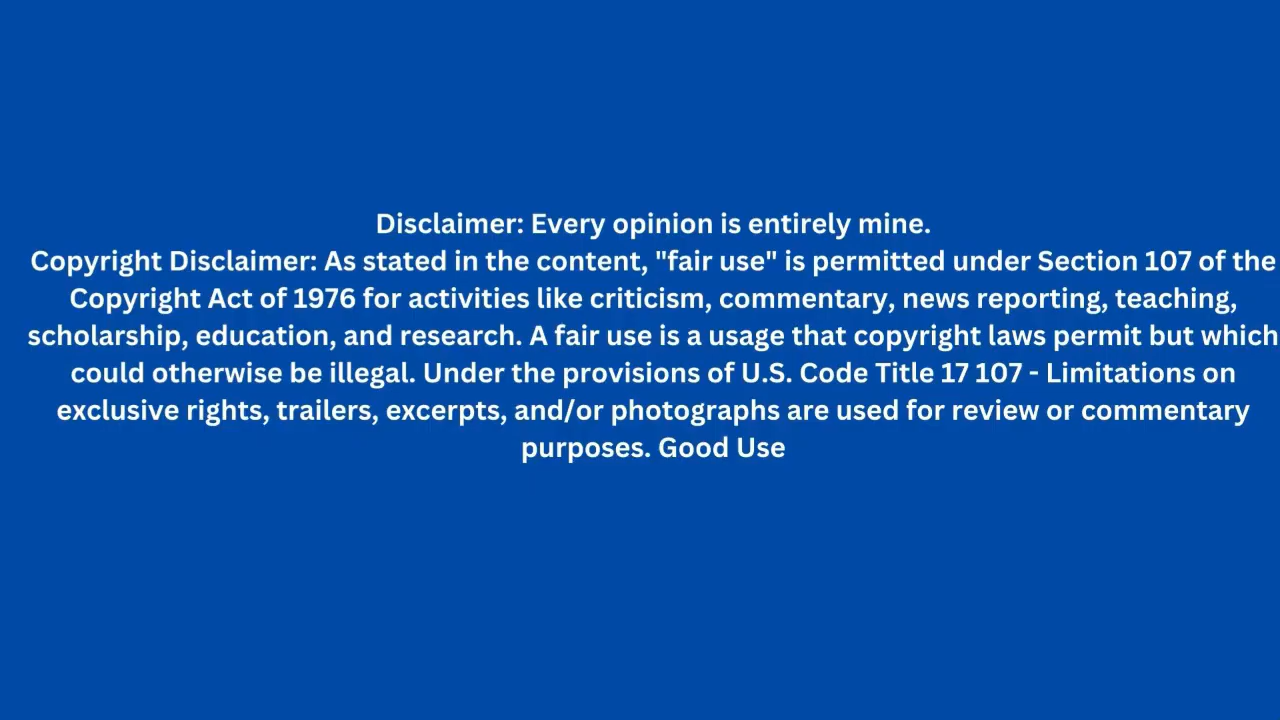 Disclaimer: Every opinion is entirely mine.
Copyright Disclaimer: As stated in the content, "fair use" is permitted under Section 107 of the
Copyright Act of 1976 for activities like criticism, commentary, news reporting, teaching,
scholarship, education, and research. A fair use is a usage that copyright laws permit but which
could otherwise be illegal. Under the provisions of U.S. Code Title 17 107 - Limitations on
exclusive rights, trailers, excerpts, and/or photographs are used for review or commentary
purposes. Good Use